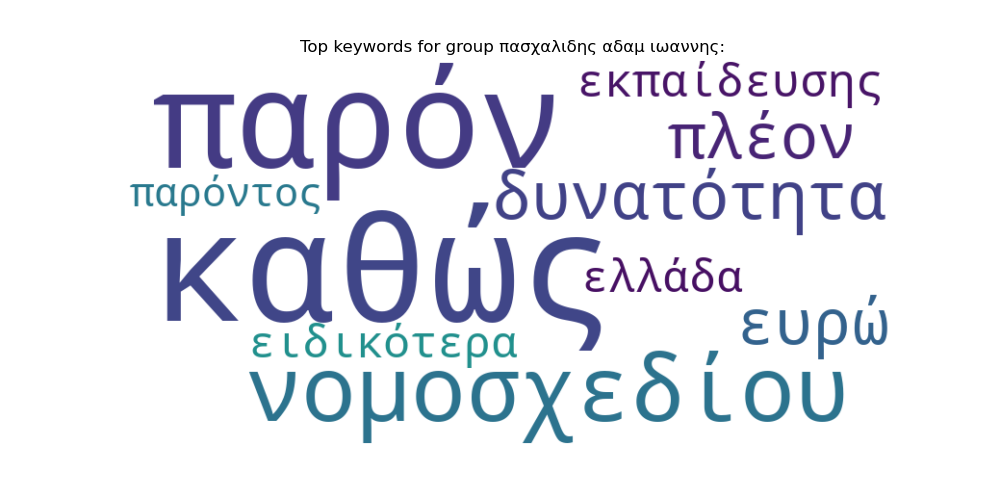 Top keywords for group πασχαλιδης αδαμ ιωαννης:
εκπαίδευσης
παρόν
πλέον
παρόντος
δυνατότητα
καθώς
ελλάδα
ευρώ
ειδικότερα
νομοσχεδίου